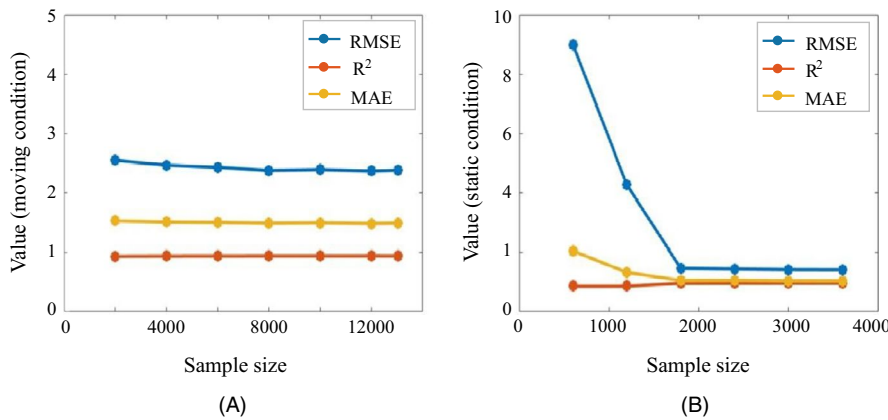 5
4
3
2
1
0
0
4000
8000
12000
Value (moving condition)
Sample size
RMSE
R²
MAE
(A)
10
8
6
4
1
0
0
1000
2000
3000
4000
Value (static condition)
Sample size
RMSE
R²
MAE
(B)